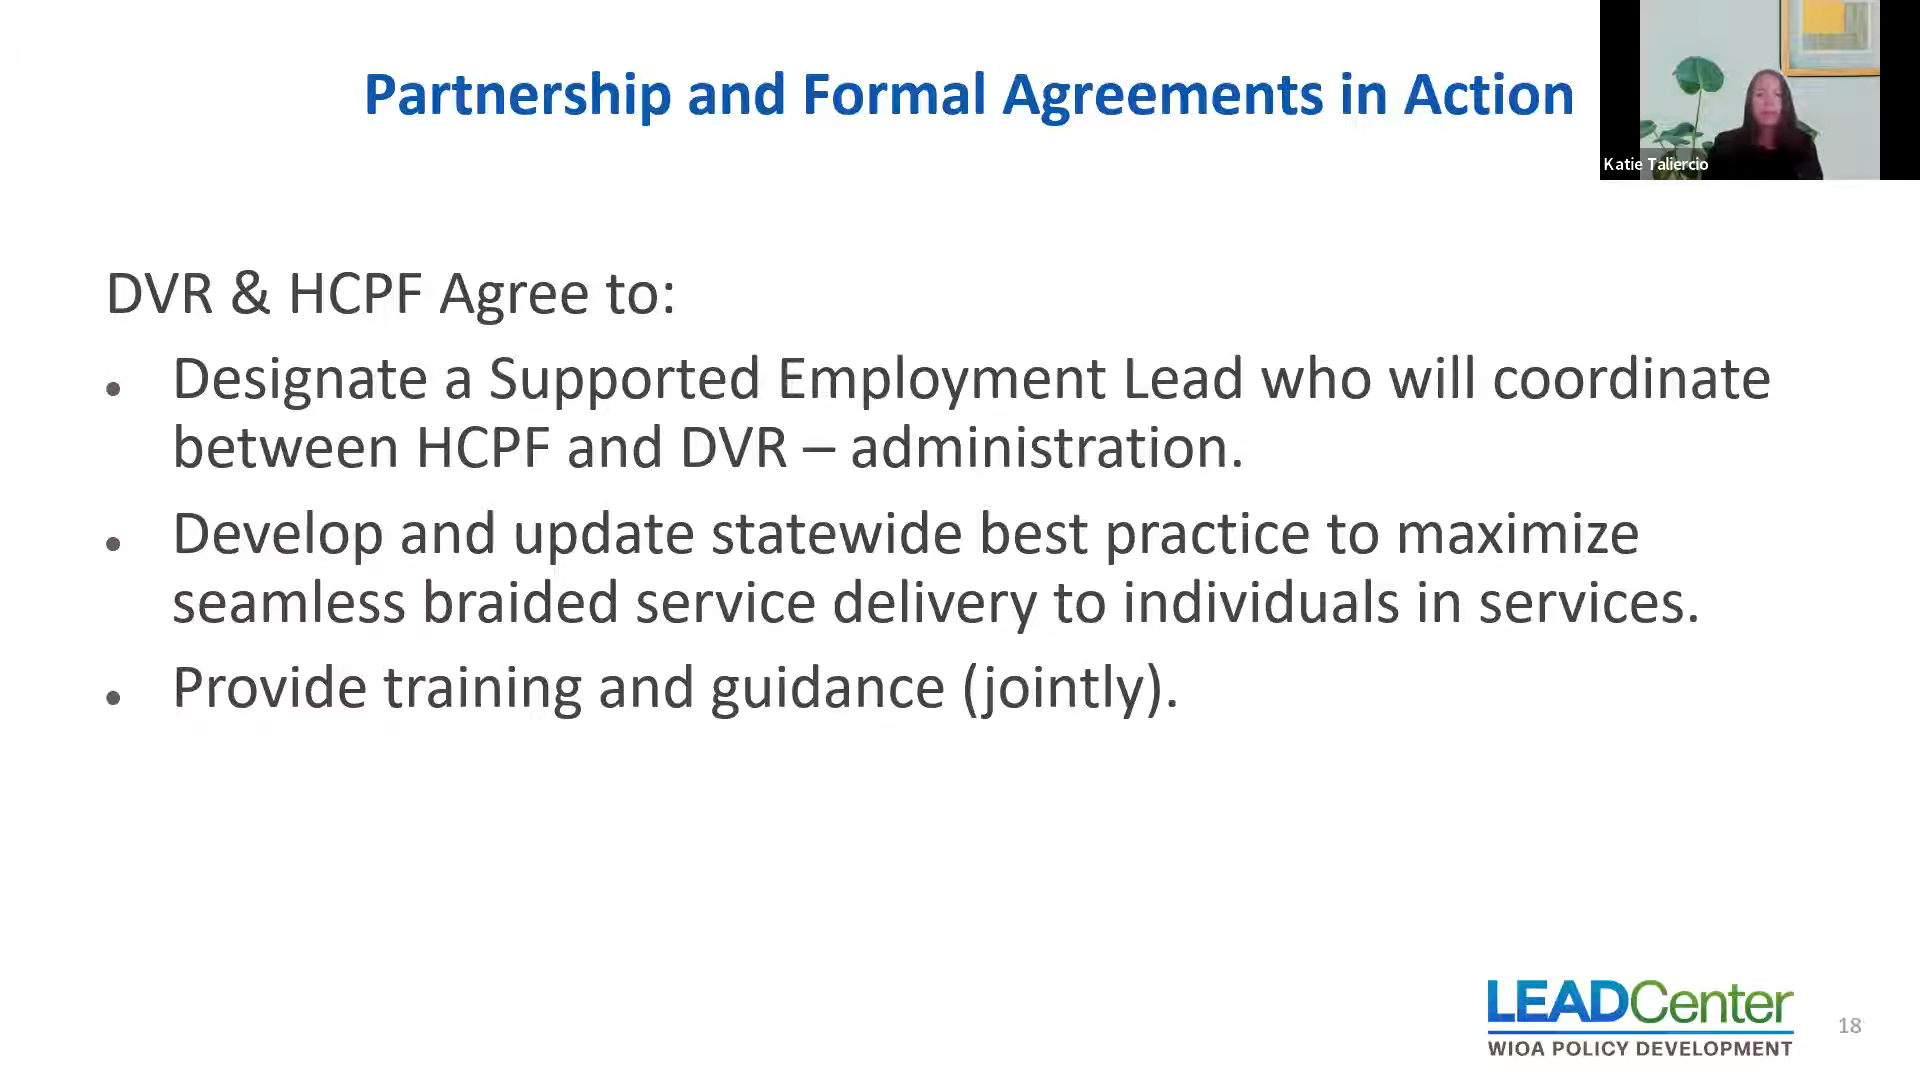 Partnership and Formal Agreements in Action
Katie Taliercio
DVR & HCPF Agree to:
• Designate a Supported Employment Lead who will coordinate
between HCPF and DVR – administration.
• Develop and update statewide best practice to maximize
seamless braided service delivery to individuals in services.
• Provide training and guidance (jointly).
LEADCenter
WIOA POLICY DEVELOPMENT
18